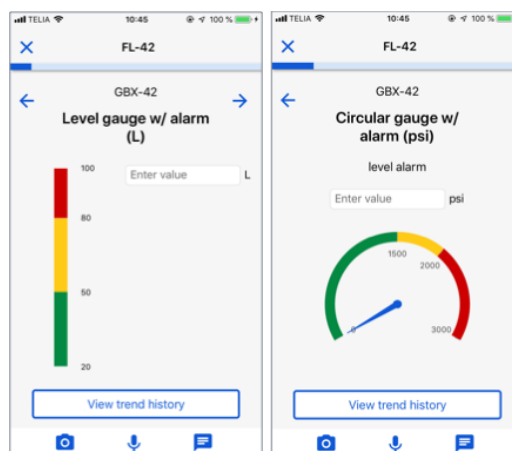 TELIA 10:45 100 %
FL-42
GBX-42
Level gauge w/ alarm
(L)
100
Enter value L
80
50
20
View trend history
TELIA 10:45 100 %
FL-42
GBX-42
Circular gauge w/
alarm (psi)
level alarm
Enter value psi
1500
2000
0
3000
View trend history